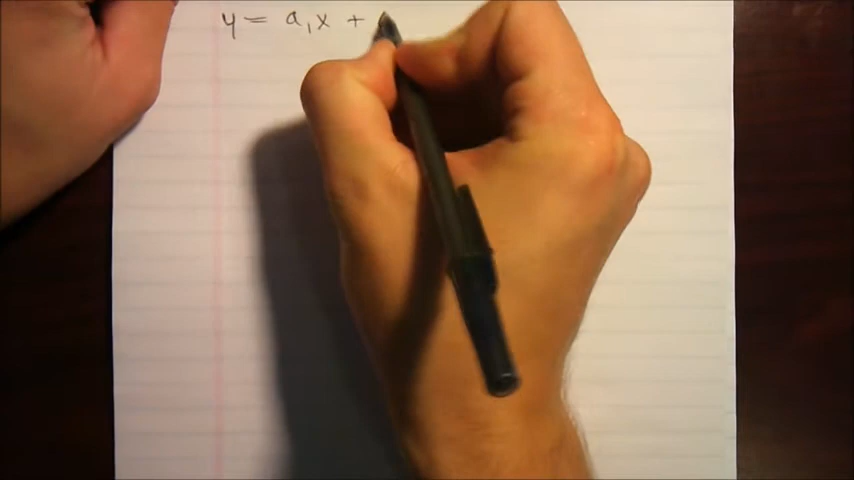 y = a₁x +